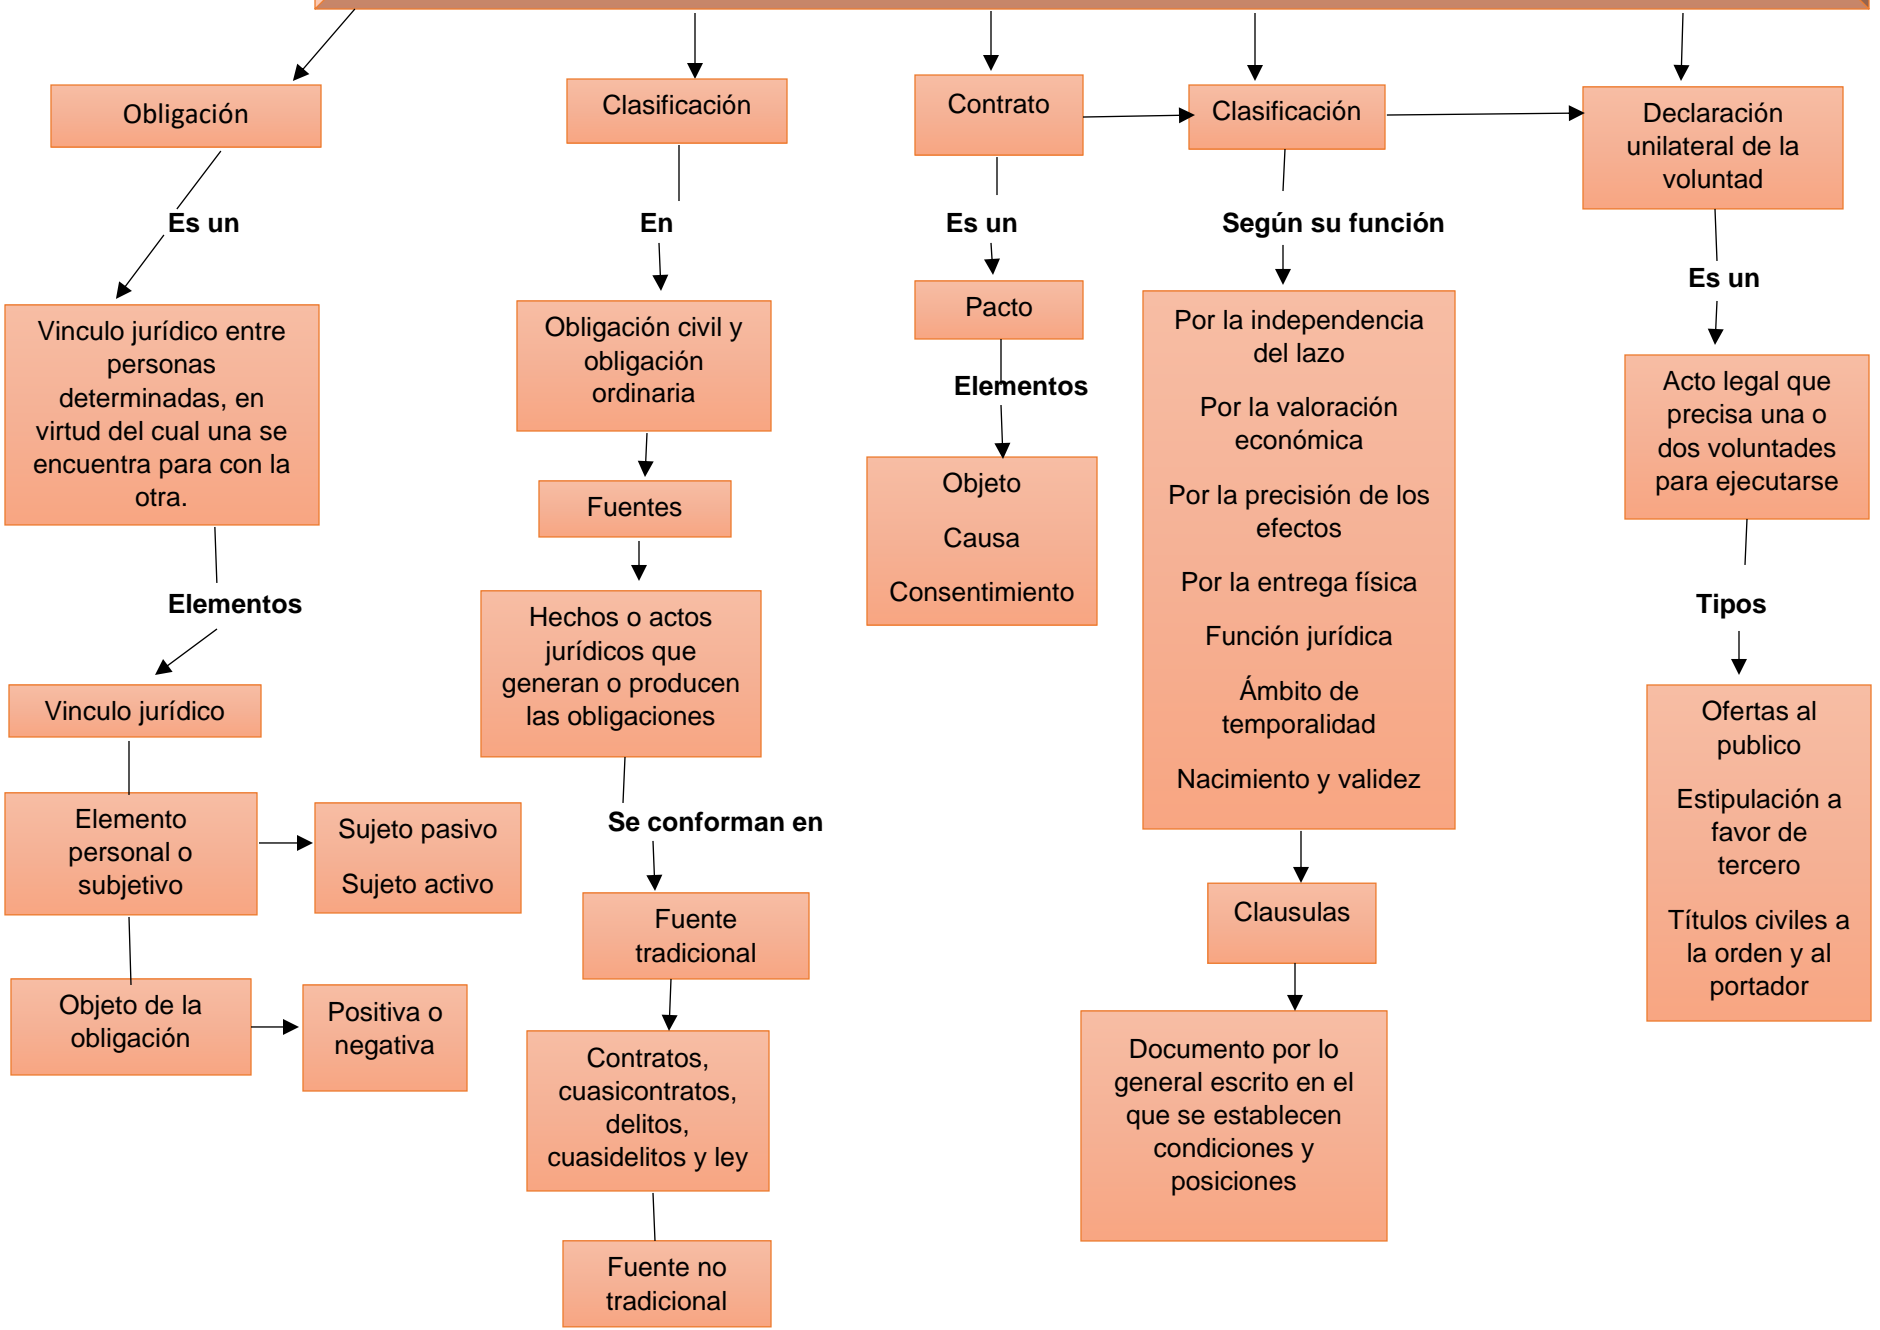 Obligación
Es un
Vinculo jurídico entre
personas
determinadas, en
virtud del cual una se
encuentra para con la
otra.
Elementos
Vinculo jurídico
Elemento
personal o
subjetivo
Sujeto pasivo
Sujeto activo
Objeto de la
obligación
Positiva o
negativa
Clasificación
En
Obligación civil y
obligación
ordinaria
Fuentes
Hechos o actos
jurídicos que
generan o producen
las obligaciones
Se conforman en
Fuente
tradicional
Contratos,
cuasicontratos,
delitos,
cuasidelitos y ley
Fuente no
tradicional
Contrato
Es un
Pacto
Elementos
Objeto
Causa
Consentimiento
Clasificación
Según su función
Por la independencia
del lazo
Por la valoración
económica
Por la precisión de los
efectos
Por la entrega física
Función jurídica
Ámbito de
temporalidad
Nacimiento y validez
Clausulas
Documento por lo
general escrito en el
que se establecen
condiciones y
posiciones
Declaración
unilateral de la
voluntad
Es un
Acto legal que
precisa una o
dos voluntades
para ejecutarse
Tipos
Ofertas al
publico
Estipulación a
favor de
tercero
Títulos civiles a
la orden y al
portador